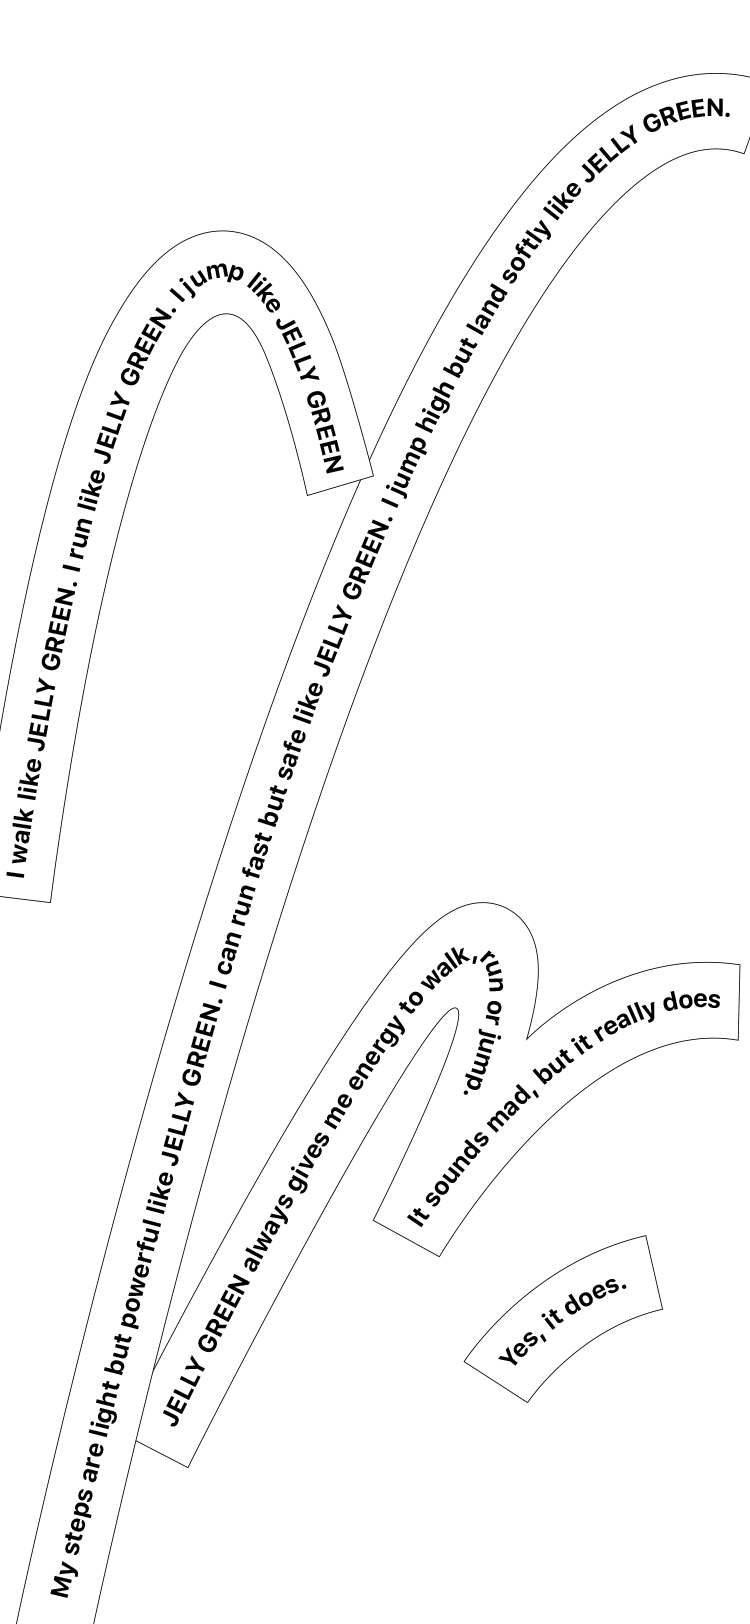 I walk like JELLY GREEN. I run like JELLY GREEN. I jump like JELLY GREEN
My steps are light but powerful like JELLY GREEN. I can run fast but safe like JELLY GREEN. I jump high but land softly like JELLY GREEN.
JELLY GREEN always gives me energy to walk, run or jump.
It sounds mad, but it really does
Yes, it does.